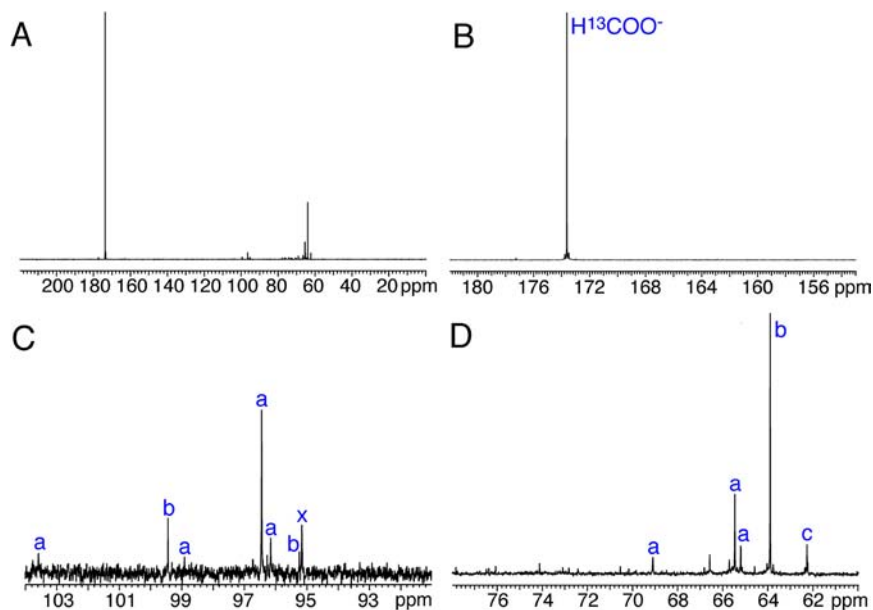 A
200 180 160 140 120 100 80 60 40 20 ppm
B
H¹³COO⁻
180 176 172 168 164 160 156 ppm
C
a b a a a b x
103 101 99 97 95 93 ppm
D
a a a b c
76 74 72 70 68 66 64 62 ppm